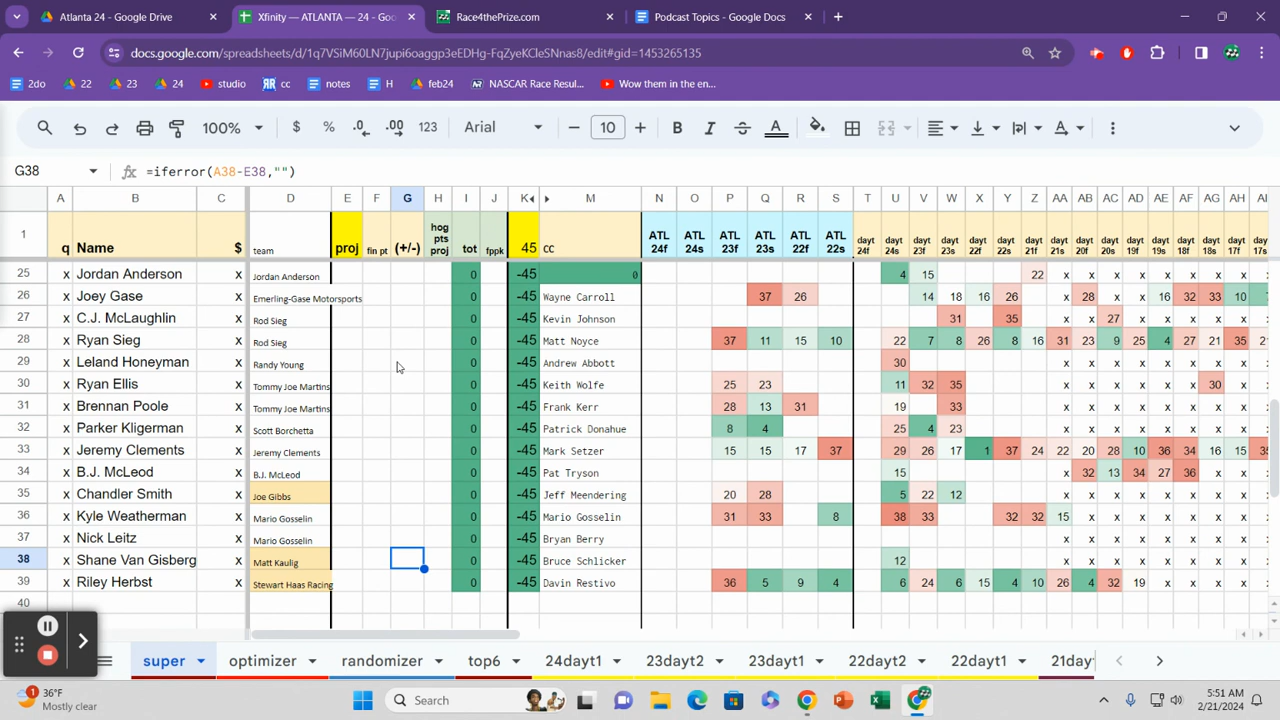 Atlanta 24 - Google Drive
Xfinity — ATLANTA — 24 - Goo
Race4thePrize.com
Podcast Topics - Google Docs
docs.google.com/spreadsheets/d/1q7VSiM60LN7jupi6oaggp3eEDHg-FqZyeKCleSNnas8/edit#gid=1453265135
2do 22 23 24 studio cc notes H feb24 NASCAR Race Resul... Wow them in the en...
100% $ % .0 .00 123 Arial 10 B I A
G38 fx =iferror(A38-E38,"")
A B C D E F G H I J K M N O P Q R S T U V W X Y Z AA AB AC AD AE AF AG AH AI
1 q Name $ team proj fin pt (+/-) hog pts proj tot fppk 45 CC ATL 24f ATL 24s ATL 23f ATL 23s ATL 22f ATL 22s dayt 24f dayt 24s dayt 23f dayt 23s dayt 22f dayt 22s dayt 21f dayt 21s dayt 20f dayt 20s dayt 19f dayt 19s dayt 18f dayt 18s dayt 17f dayt 17s
25 x Jordan Anderson x Jordan Anderson 0 -45 0 4 15 22 x x x x x x x x
26 x Joey Gase x Emerling-Gase Motorsports 0 -45 Wayne Carroll 37 26 14 18 16 26 x 28 x x 16 32 33 10
27 x C.J. McLaughlin x Rod Sieg 0 -45 Kevin Johnson 31 35 x x 27 x x x x x
28 x Ryan Sieg x Rod Sieg 0 -45 Matt Noyce 37 11 15 10 22 7 8 26 8 16 31 23 9 25 4 27 21 35 21
29 x Leland Honeyman x Randy Young 0 -45 Andrew Abbott 30 x x x x x x x x
30 x Ryan Ellis x Tommy Joe Martins 0 -45 Keith Wolfe 25 23 11 32 35 x x x x x x 30 x
31 x Brennan Poole x Tommy Joe Martins 0 -45 Frank Kerr 28 13 31 19 33 x x x x x x x x
32 x Parker Kligerman x Scott Borchetta 0 -45 Patrick Donahue 8 4 25 4 23 x x x x x x x x
33 x Jeremy Clements x Jeremy Clements 0 -45 Mark Setzer 15 15 17 37 29 26 17 1 37 24 22 20 28 10 36 34 16 15
34 x B.J. McLeod x B.J. McLeod 0 -45 Pat Tryson 15 x 32 13 34 27 36 x x
35 x Chandler Smith x Joe Gibbs 0 -45 Jeff Meendering 20 28 5 22 12 x x x x x x x x
36 x Kyle Weatherman x Mario Gosselin 0 -45 Mario Gosselin 31 33 8 38 33 32 32 15 x x x x x x x
37 x Nick Leitz x Mario Gosselin 0 -45 Bryan Berry x x x x x x x x
38 x Shane Van Gisberg x Matt Kaulig 0 -45 Bruce Schlicker 12 x x x x x x x x
39 x Riley Herbst x Stewart Haas Racing 0 -45 Davin Restivo 36 5 9 4 6 24 6 15 4 10 26 4 32 19 x x x x
40
super optimizer randomizer top6 24dayt1 23dayt2 23dayt1 22dayt2 22dayt1 21day
1 36°F Mostly clear Search 5:51 AM 2/21/2024